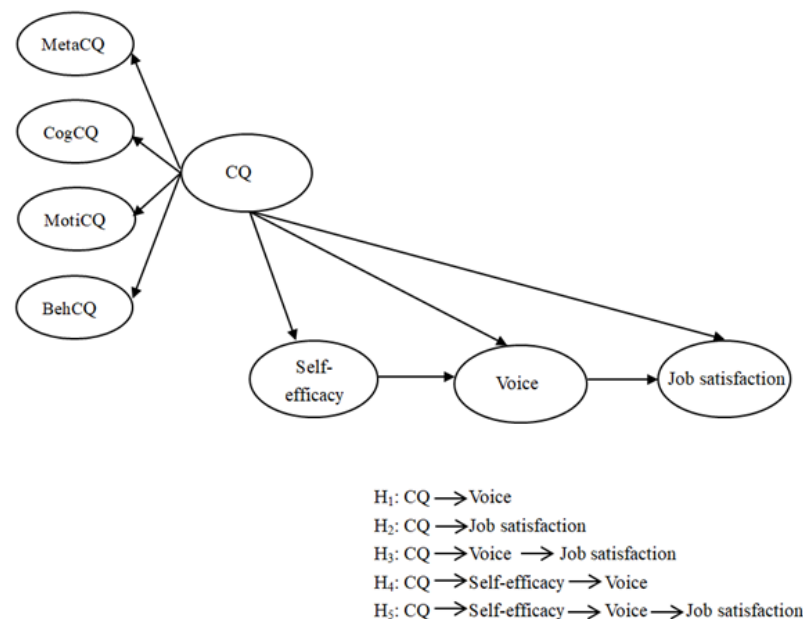 MetaCQ
CogCQ
CQ
MotiCQ
BehCQ
Self-
efficacy
Voice
Job satisfaction
H₁: CQ → Voice
H₂: CQ → Job satisfaction
H₃: CQ → Voice → Job satisfaction
H₄: CQ → Self-efficacy → Voice
H₅: CQ → Self-efficacy → Voice → Job satisfaction